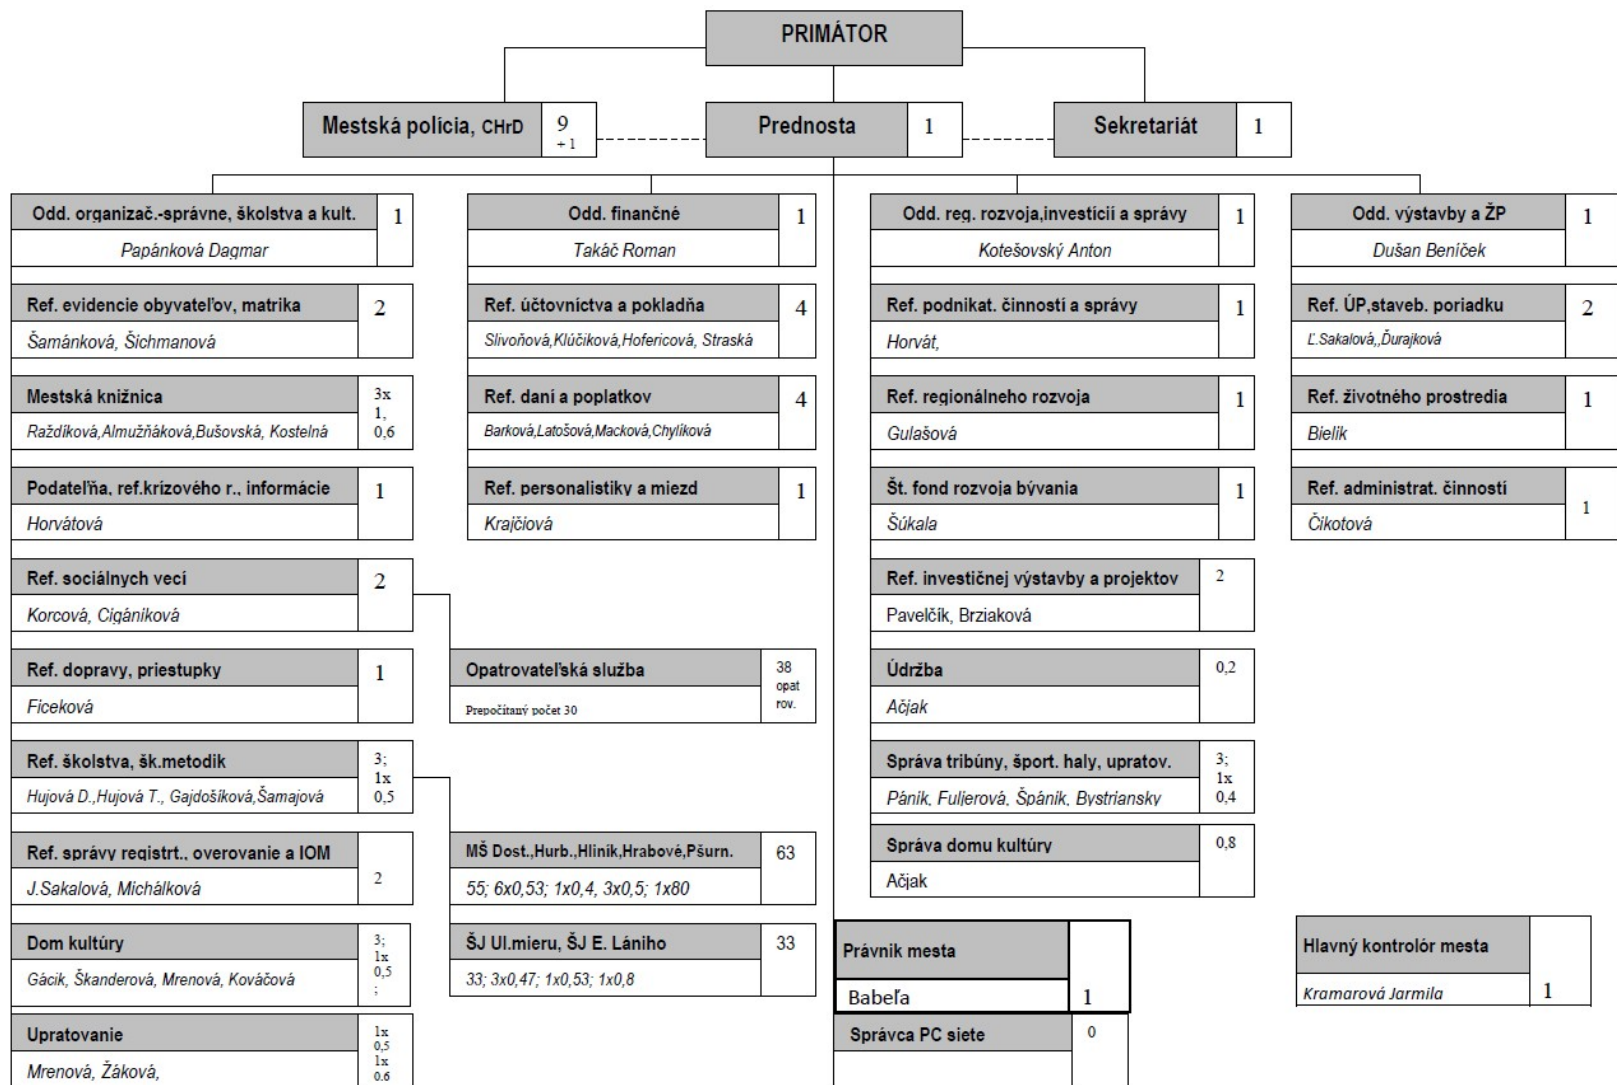 PRIMÁTOR
Mestská polícia, CHrD
9
+ 1
Prednosta
1
Sekretariát
1
Odd. organizač.-správne, školstva a kult.
1
Papánková Dagmar
Ref. evidencie obyvateľov, matrika
2
Šamánková, Šichmanová
Mestská knižnica
3x
1,
0,6
Raždíková,Almužňáková,Bušovská, Kostelná
Podateľňa, ref.krízového r., informácie
1
Horvátová
Ref. sociálnych vecí
2
Korcová, Cigániková
Ref. dopravy, priestupky
1
Ficeková
Ref. školstva, šk.metodik
3;
1x
0,5
Hujová D.,Hujová T., Gajdošíková,Šamajová
Ref. správy registrt., overovanie a IOM
2
J.Sakalová, Michálková
Dom kultúry
3;
1x
0,5
;
Gácik, Škanderová, Mrenová, Kováčová
Upratovanie
1x
0,5
1x
0.6
Mrenová, Žáková,
Odd. finančné
1
Takáč Roman
Ref. účtovníctva a pokladňa
4
Slivoňová,Klúčiková,Hofericová, Straská
Ref. daní a poplatkov
4
Barková,Latošová,Macková,Chylíková
Ref. personalistiky a miezd
1
Krajčiová
Opatrovateľská služba
38
opat
rov.
Prepočítaný počet 30
MŠ Dost.,Hurb.,Hliník,Hrabové,Pšurn.
63
55; 6x0,53; 1x0,4, 3x0,5; 1x80
ŠJ Ul.mieru, ŠJ E. Lániho
33
33; 3x0,47; 1x0,53; 1x0,8
Odd. reg. rozvoja,investícií a správy
1
Kotešovský Anton
Ref. podnikat. činností a správy
1
Horvát,
Ref. regionálneho rozvoja
1
Gulašová
Št. fond rozvoja bývania
1
Šúkala
Ref. investičnej výstavby a projektov
2
Pavelčík, Brziaková
Údržba
0,2
Ačjak
Správa tribúny, šport. haly, upratov.
3;
1x
0,4
Pánik, Fuljerová, Špánik, Bystriansky
Správa domu kultúry
0,8
Ačjak
Právnik mesta
Babeľa
1
Správca PC siete
0
Odd. výstavby a ŽP
1
Dušan Beníček
Ref. ÚP,staveb. poriadku
2
Ľ.Sakalová,,Ďurajková
Ref. životného prostredia
1
Bielik
Ref. administrat. činností
1
Čikotová
Hlavný kontrolór mesta
Kramarová Jarmila
1